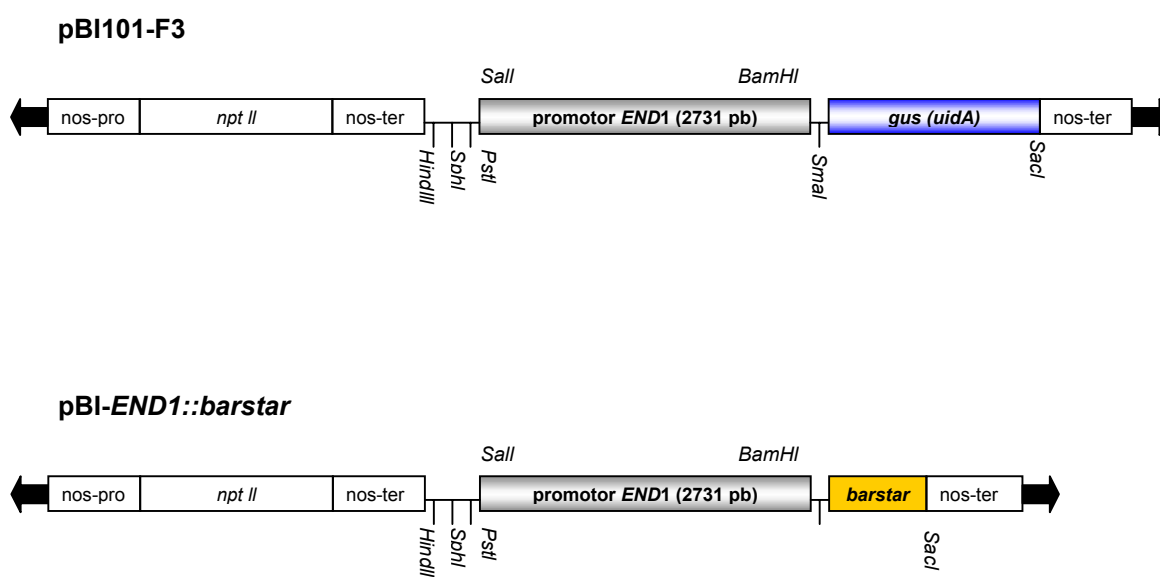 pBI101-F3
SalI BamHI
nos-pro npt II nos-ter promotor END1 (2731 pb) gus (uidA) nos-ter
HindIII SphI PstI SmaI SacI
pBI-END1::barstar
SalI BamHI
nos-pro npt II nos-ter promotor END1 (2731 pb) barstar nos-ter
HindII SphI PstI SacI